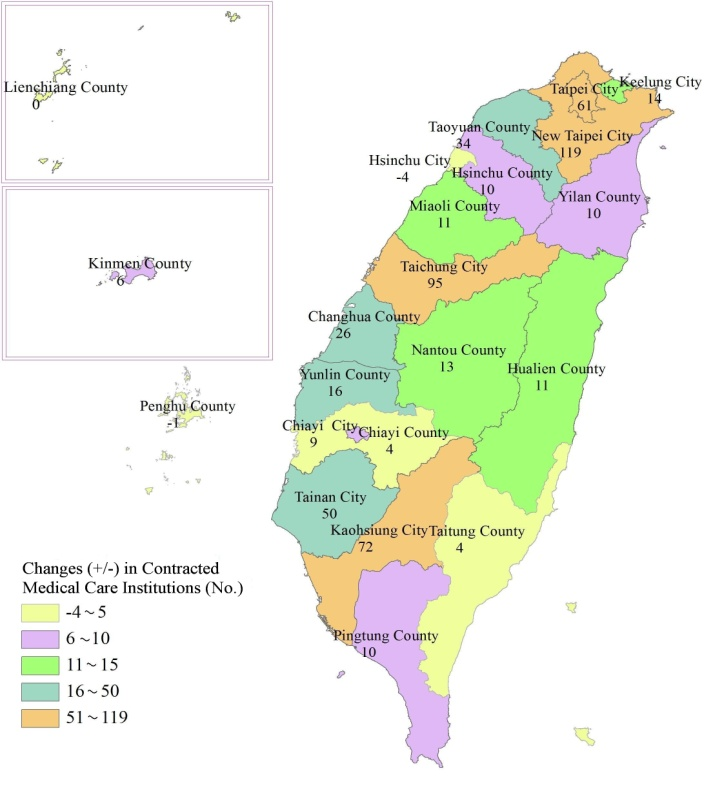 Lienchiang County
0
Kinmen County
6
Penghu County
-1
Keelung City
14
Taipei City
61
New Taipei City
119
Taoyuan County
34
Hsinchu City
-4
Hsinchu County
10
Yilan County
10
Miaoli County
11
Taichung City
95
Changhua County
26
Nantou County
13
Hualien County
11
Yunlin County
16
Chiayi City
9
Chiayi County
4
Tainan City
50
Kaohsiung City
72
Taitung County
4
Pingtung County
10
Changes (+/-) in Contracted
Medical Care Institutions (No.)
-4～5
6～10
11～15
16～50
51～119